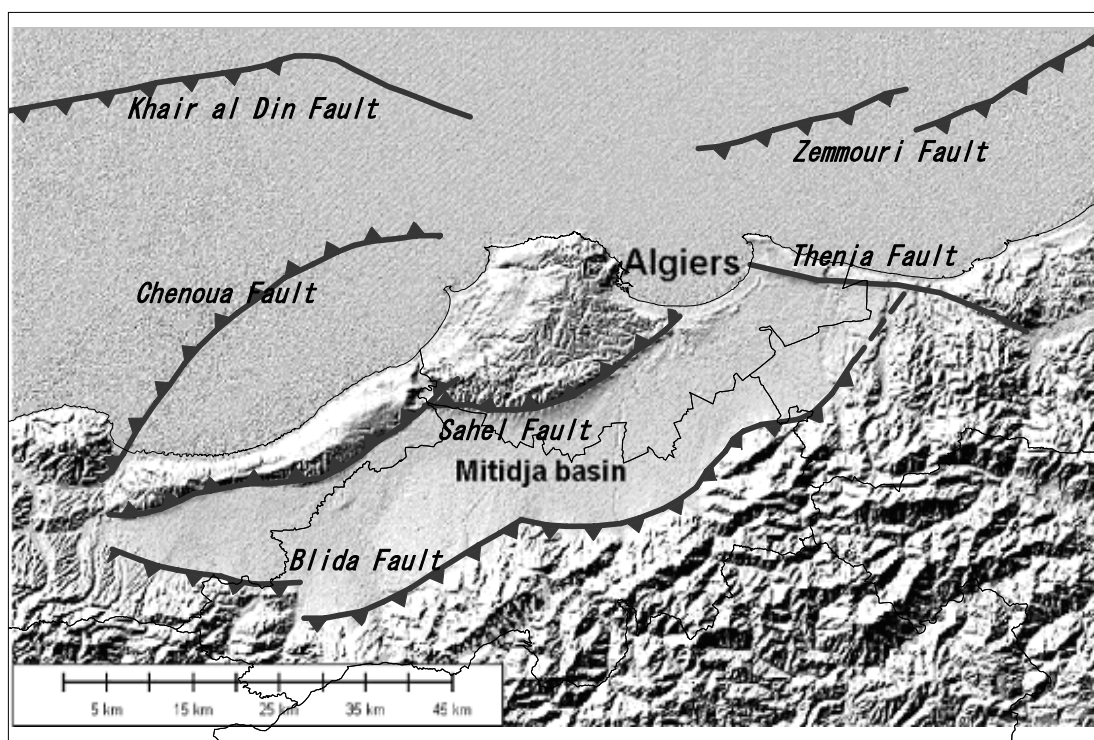 Khair al Din Fault
Zemmouri Fault
Algiers
Thenia Fault
Chenoua Fault
Sahel Fault
Mitidja basin
Blida Fault
5 km 15 km 25 km 35 km 45 km